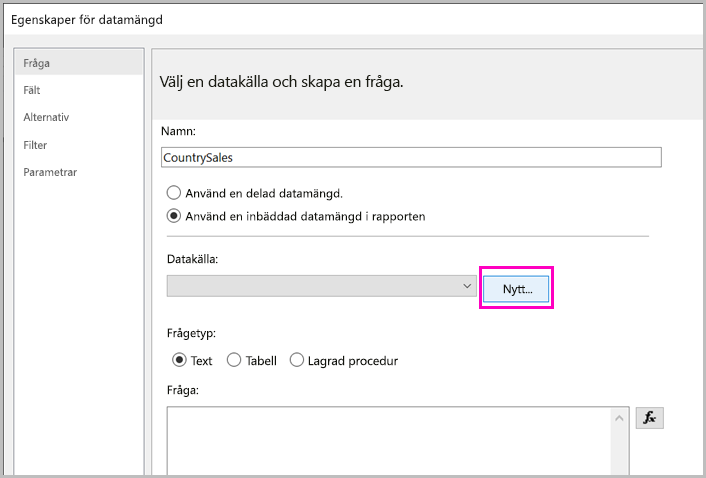 Egenskaper för datamängd
Fråga
Fält
Alternativ
Filter
Parametrar
Välj en datakälla och skapa en fråga.
Namn:
CountrySales
Använd en delad datamängd.
Använd en inbäddad datamängd i rapporten
Datakälla:
Nytt...
Frågetyp:
Text Tabell Lagrad procedur
Fråga:
fx